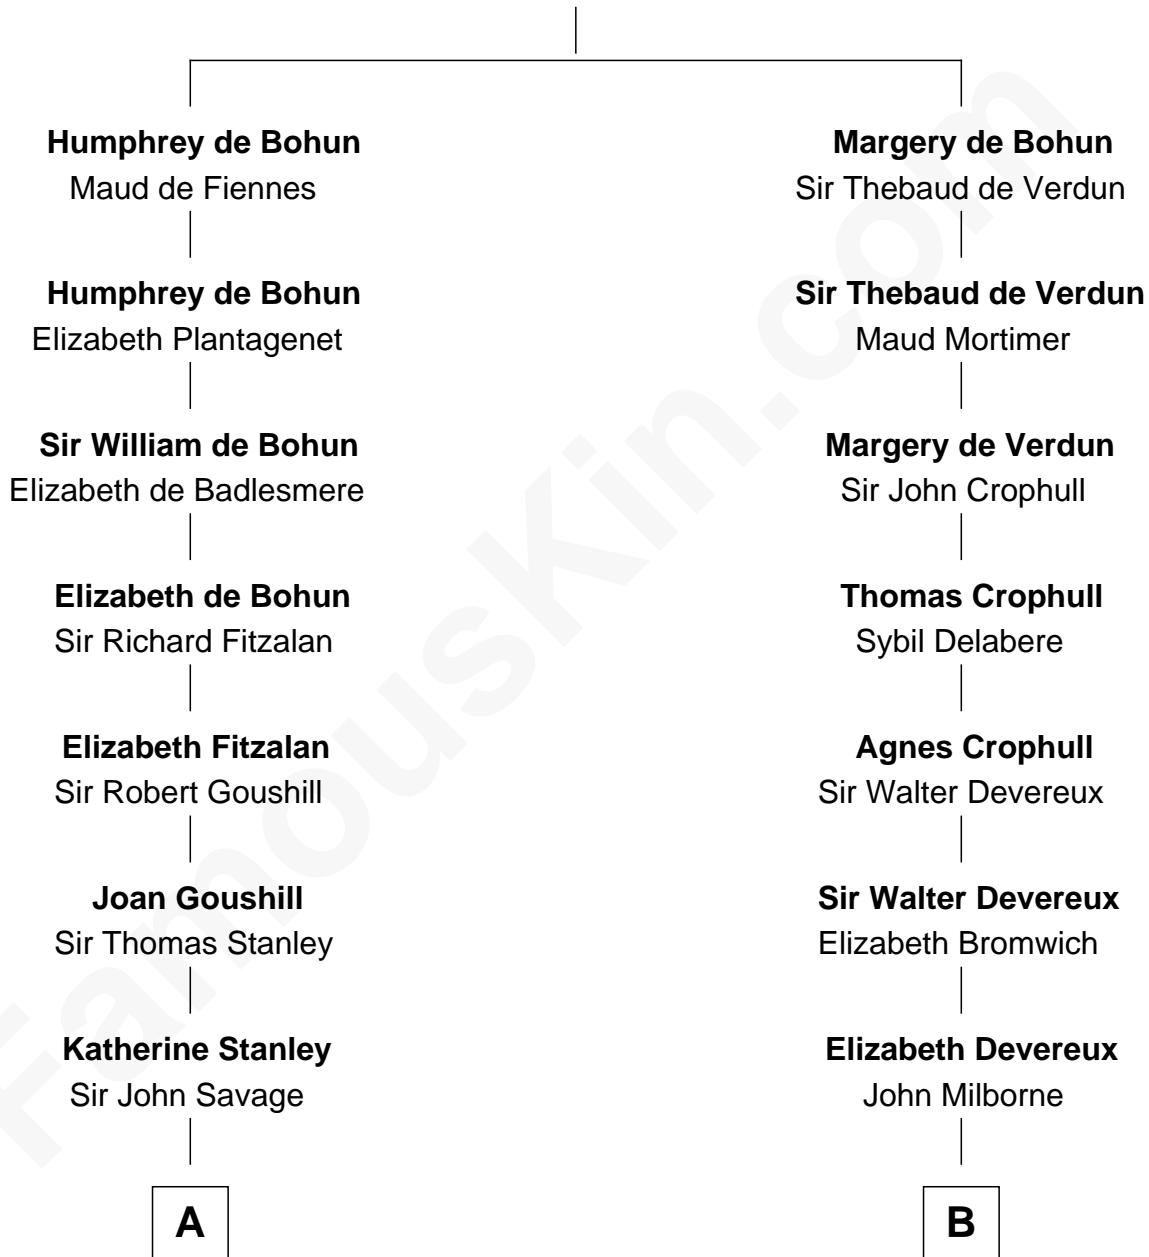 Humphrey de Bohun
Maud de Fiennes
Humphrey de Bohun
Elizabeth Plantagenet
Sir William de Bohun
Elizabeth de Badlesmere
Elizabeth de Bohun
Sir Richard Fitzalan
Elizabeth Fitzalan
Sir Robert Goushill
Joan Goushill
Sir Thomas Stanley
Katherine Stanley
Sir John Savage
A
Margery de Bohun
Sir Thebaud de Verdun
Sir Thebaud de Verdun
Maud Mortimer
Margery de Verdun
Sir John Crophull
Thomas Crophull
Sybil Delabere
Agnes Crophull
Sir Walter Devereux
Sir Walter Devereux
Elizabeth Bromwich
Elizabeth Devereux
John Milborne
B
FamousKin.com